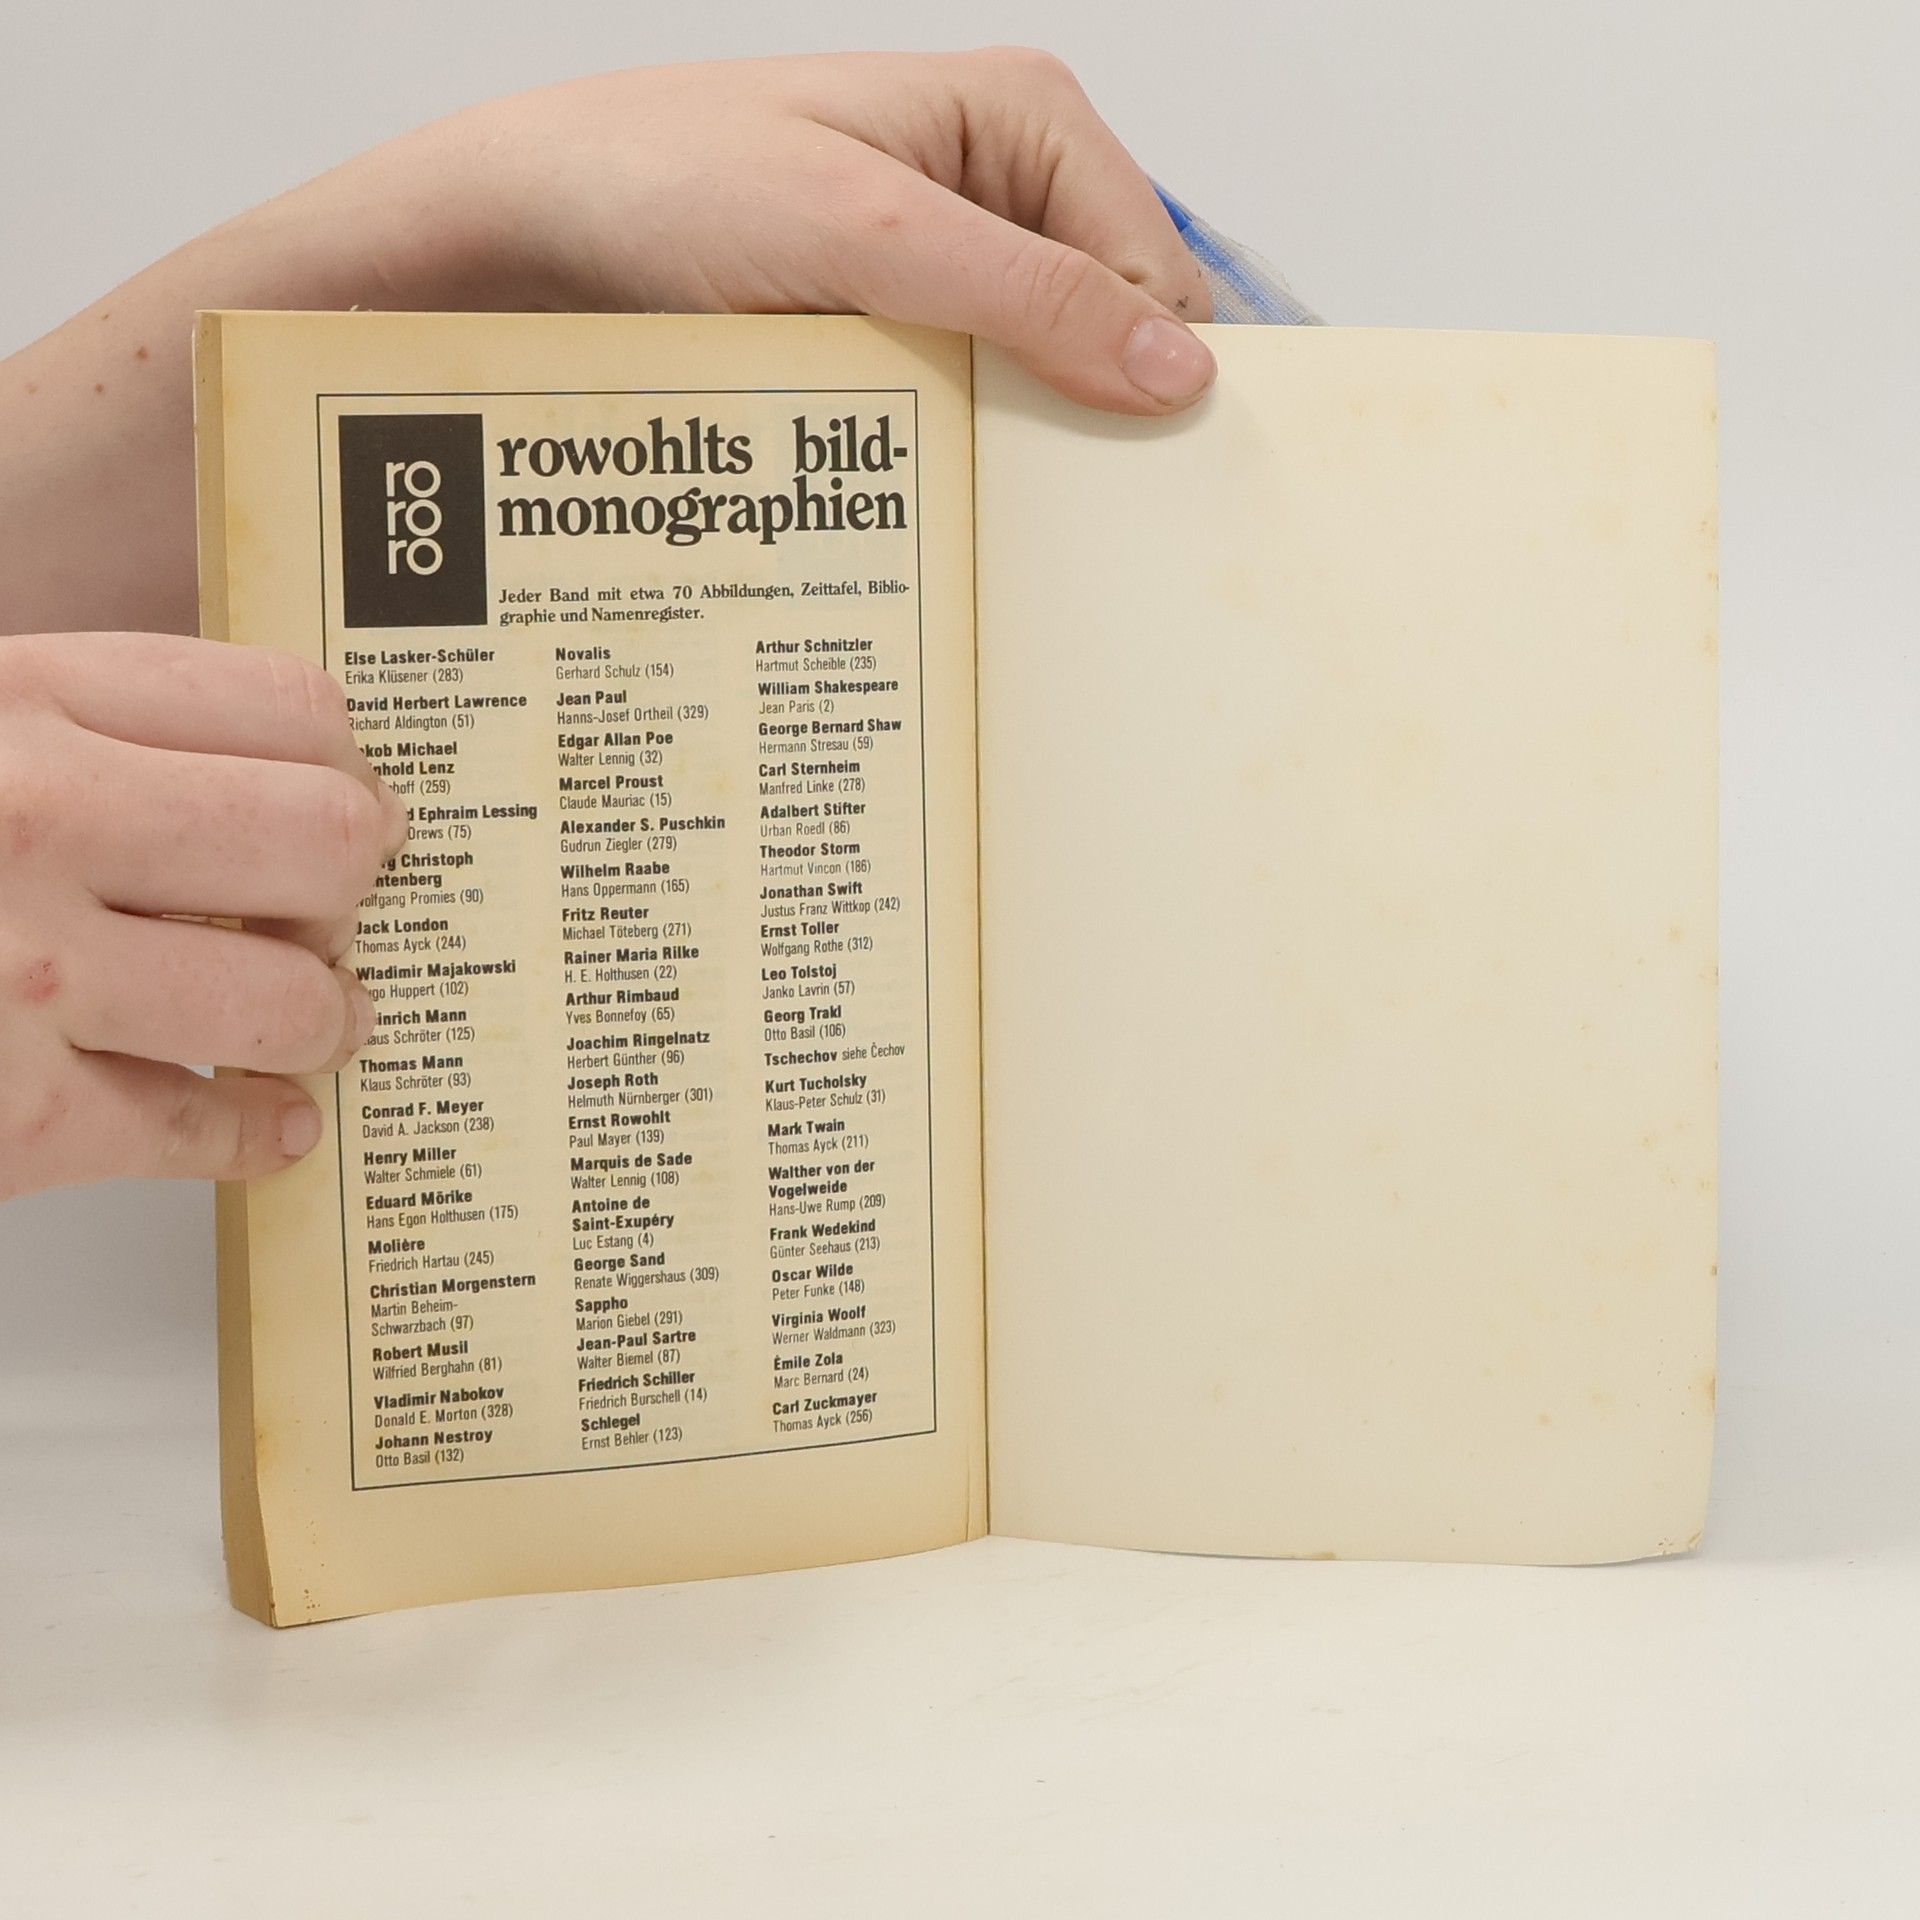 ro
ro
ro
rowohlts bild-
monographien
Jeder Band mit etwa 70 Abbildungen, Zeittafel, Biblio-
graphie und Namenregister.
Else Lasker-Schüler
Erika Klüsener (283)
David Herbert Lawrence
Richard Aldington (51)
Michael
Lenz
(259)
Ephraim Lessing
Drews (75)
Christoph
Wolfgang Promies (90)
Jack London
Thomas Ayck (244)
Wladimir Majakowski
Huppert (102)
Mann
Schröter (125)
Thomas Mann
Klaus Schröter (93)
Conrad F. Meyer
David A. Jackson (238)
Henry Miller
Walter Schmiele (61)
Eduard Mörike
Hans Egon Holthusen (175)
Molière
Friedrich Hartau (245)
Christian Morgenstern
Martin Beheim-
Schwarzbach (97)
Robert Musil
Wilfried Berghahn (81)
Vladimir Nabokov
Donald E. Morton (328)
Johann Nestroy
Otto Basil (132)
Novalis
Gerhard Schulz (154)
Jean Paul
Hanns-Josef Ortheil (329)
Edgar Allan Poe
Walter Lennig (32)
Marcel Proust
Claude Mauriac (15)
Alexander S. Puschkin
Gudrun Ziegler (279)
Wilhelm Raabe
Hans Oppermann (165)
Fritz Reuter
Michael Töteberg (271)
Rainer Maria Rilke
H. E. Holthusen (22)
Arthur Rimbaud
Yves Bonnefoy (65)
Joachim Ringelnatz
Herbert Günther (96)
Joseph Roth
Helmuth Nürnberger (301)
Ernst Rowohlt
Paul Mayer (139)
Marquis de Sade
Walter Lennig (108)
Antoine de
Saint-Exupéry
Luc Estang (4)
George Sand
Renate Wiggershaus (309)
Sappho
Marion Giebel (291)
Jean-Paul Sartre
Walter Biemel (87)
Friedrich Schiller
Friedrich Burschell (14)
Schlegel
Ernst Behler (123)
Arthur Schnitzler
Hartmut Scheible (235)
William Shakespeare
Jean Paris (2)
George Bernard Shaw
Hermann Stresau (59)
Carl Sternheim
Manfred Linke (278)
Adalbert Stifter
Urban Roedl (86)
Theodor Storm
Hartmut Vincon (186)
Jonathan Swift
Justus Franz Wittkop (242)
Ernst Toller
Wolfgang Rothe (312)
Leo Tolstoj
Janko Lavrin (57)
Georg Trakl
Otto Basil (106)
Tschechov siehe Čechov
Kurt Tucholsky
Klaus-Peter Schulz (31)
Mark Twain
Thomas Ayck (211)
Walther von der
Vogelweide
Hans-Uwe Rump (209)
Frank Wedekind
Günter Seehaus (213)
Oscar Wilde
Peter Funke (148)
Virginia Woolf
Werner Waldmann (323)
Émile Zola
Marc Bernard (24)
Carl Zuckmayer
Thomas Ayck (256)